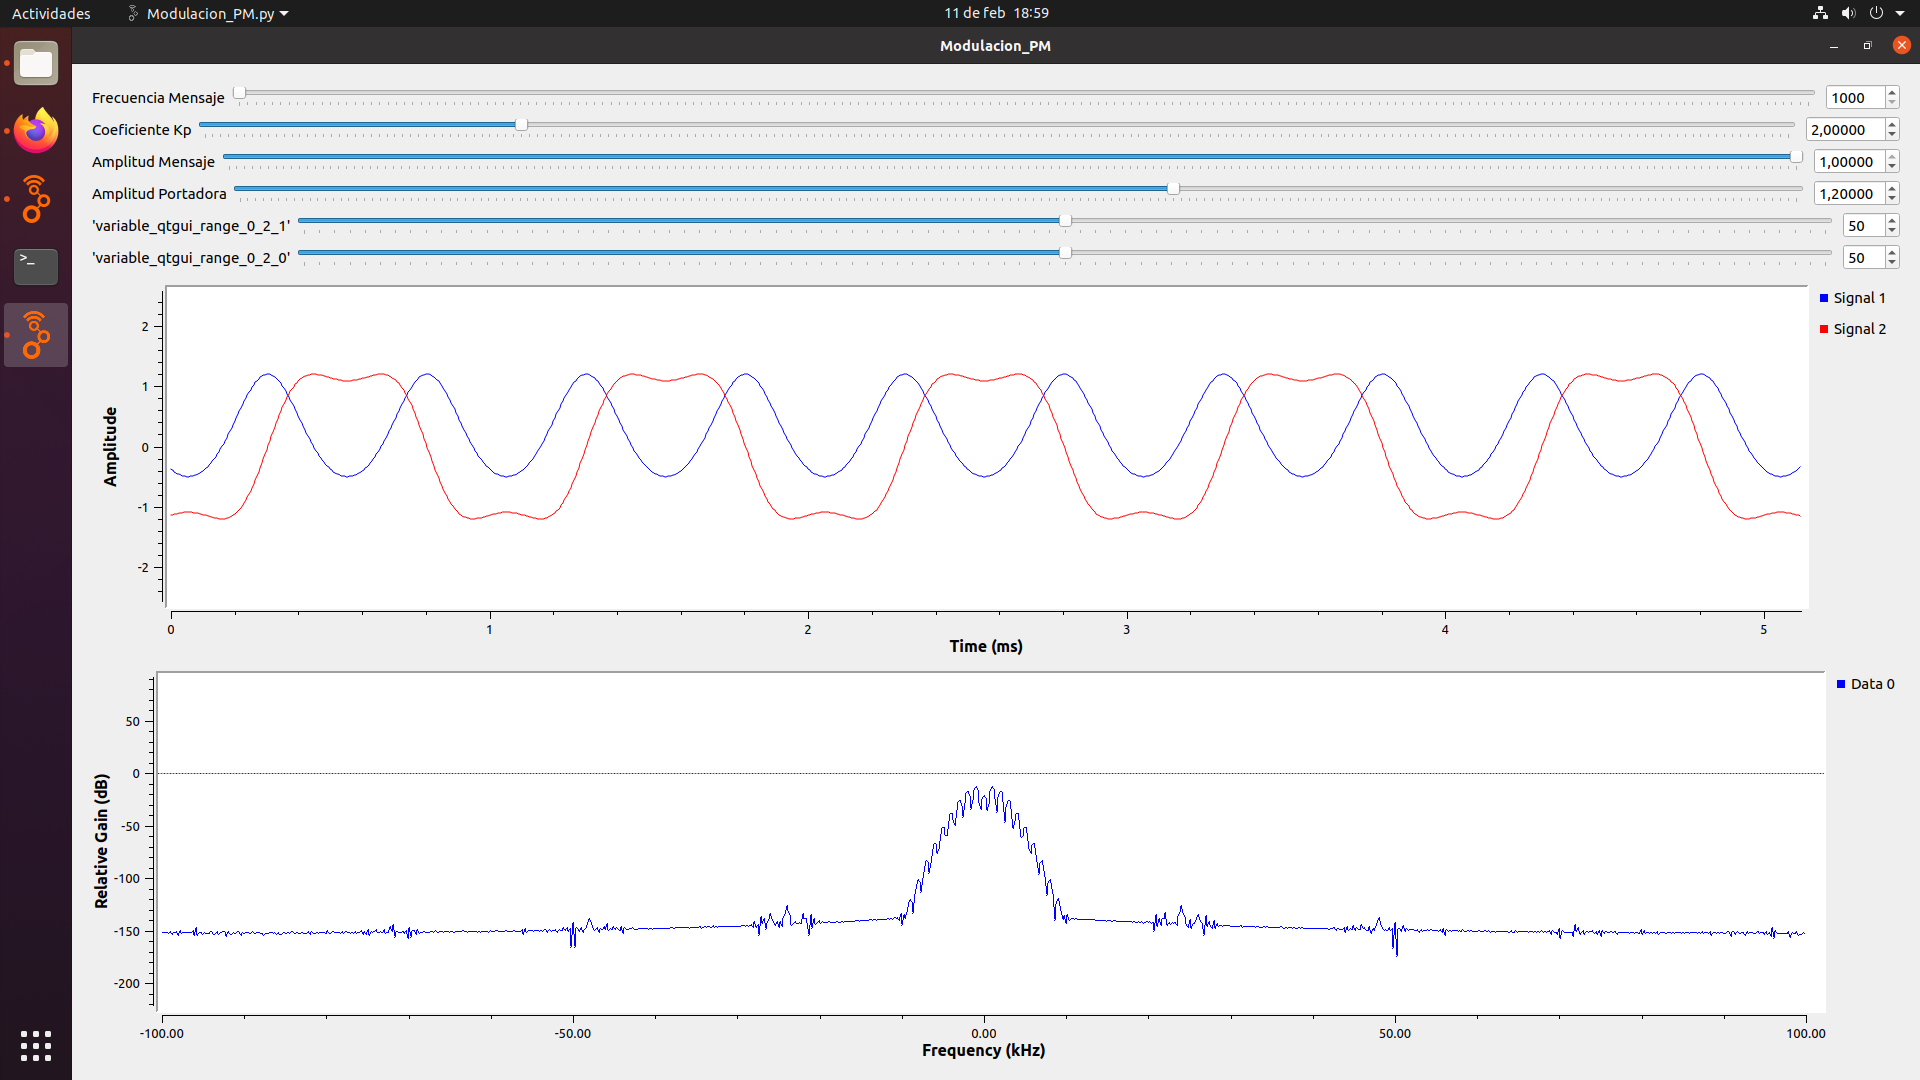 Actividades Modulacion_PM.py 11 de feb 18:59
Modulacion_PM
Frecuencia Mensaje 1000
Coeficiente Kp 2,00000
Amplitud Mensaje 1,00000
Amplitud Portadora 1,20000
'variable_qtgui_range_0_2_1' 50
'variable_qtgui_range_0_2_0' 50
Signal 1
Signal 2
Amplitude
2
1
0
-1
-2
0 1 2 3 4 5
Time (ms)
Data 0
Relative Gain (dB)
50
0
-50
-100
-150
-200
-100.00 -50.00 0.00 50.00 100.00
Frequency (kHz)
>_